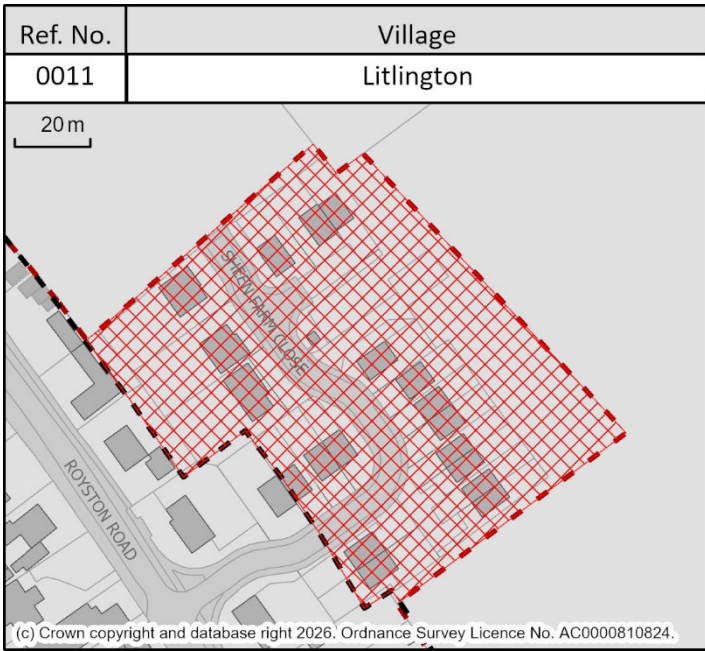 Ref. No. Village
0011 Litlington
20 m
SHEEN FARM CLOSE
ROYSTON ROAD
(c) Crown copyright and database right 2026. Ordnance Survey Licence No. AC0000810824.